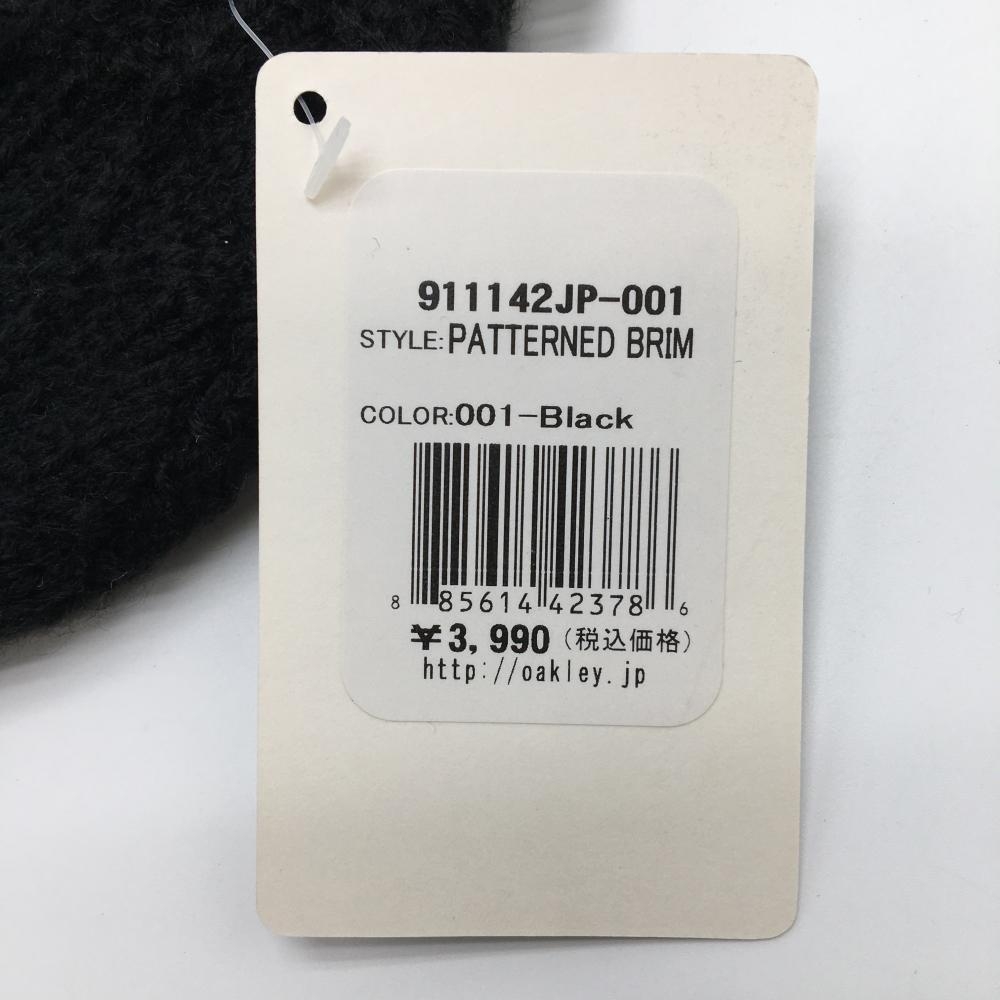 911142JP-001
STYLE:PATTERNED BRIM
COLOR:001-Black
8 85614 42378 6
¥3,990 (税込価格)
http://oakley.jp